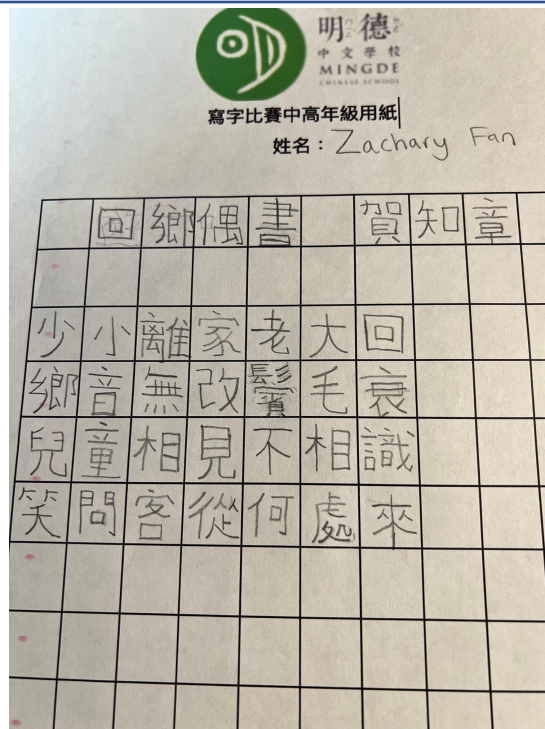 明德
中文學校
MINGDE
CHINESE SCHOOL
寫字比賽中高年級用紙
姓名：Zachary Fan
回鄉偶書 賀知章
少小離家老大回
鄉音無改鬢毛衰
兒童相見不相識
笑問客從何處來